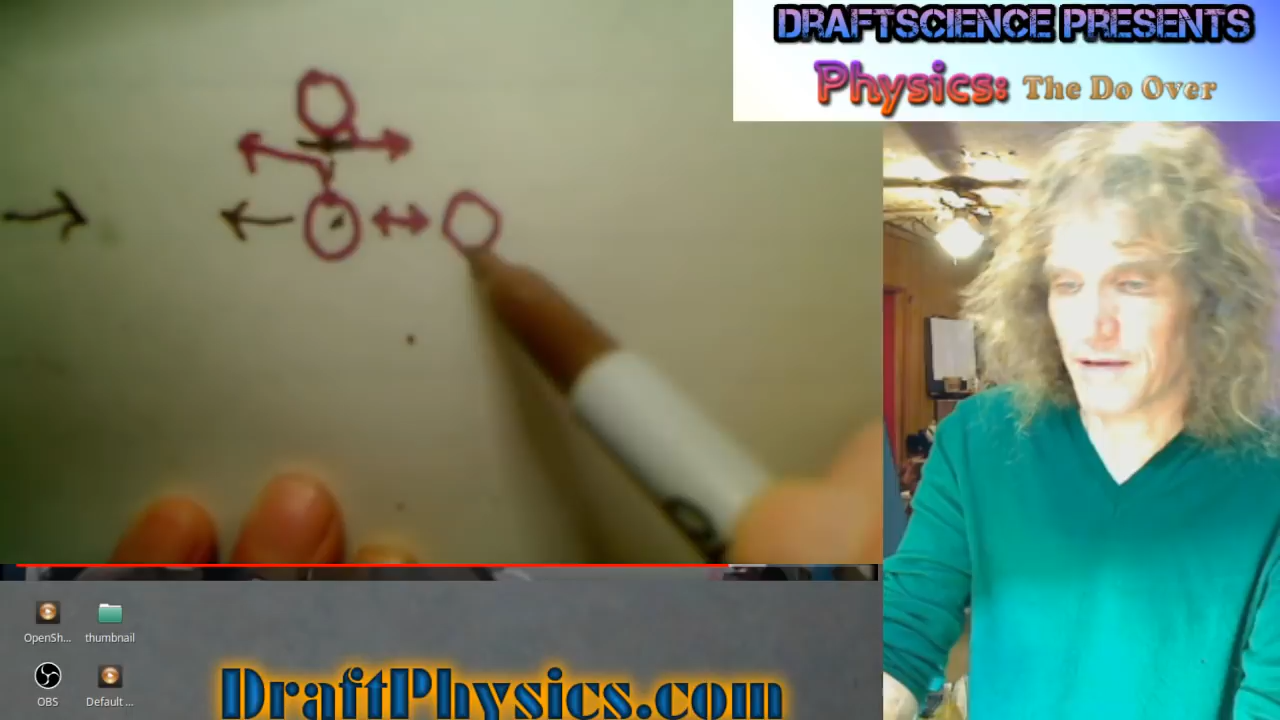 DRAFTSCIENCE PRESENTS
Physics: The Do Over
OpenSh...
thumbnail
OBS
Default ...
DraftPhysics.com